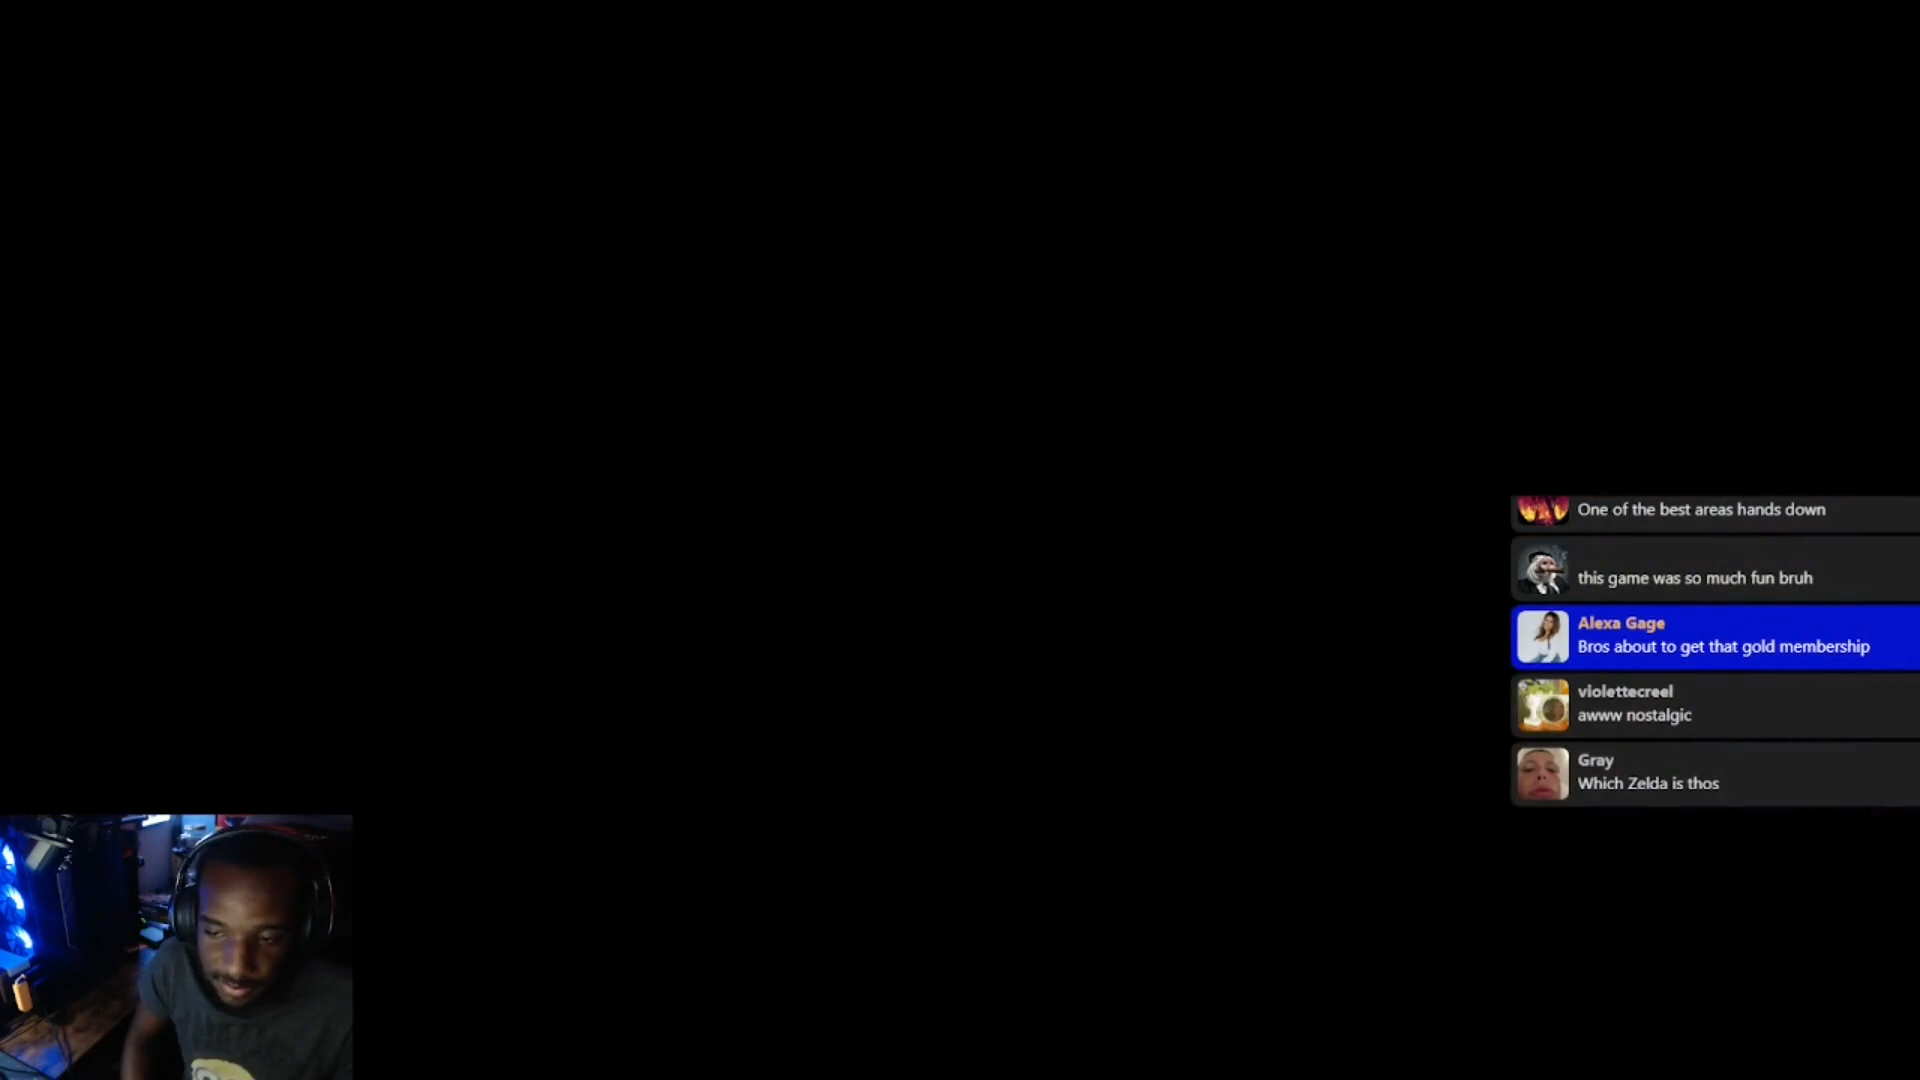 One of the best areas hands down
this game was so much fun bruh
Alexa Gage
Bros about to get that gold membership
violettecreel
awww nostalgic
Gray
Which Zelda is thos